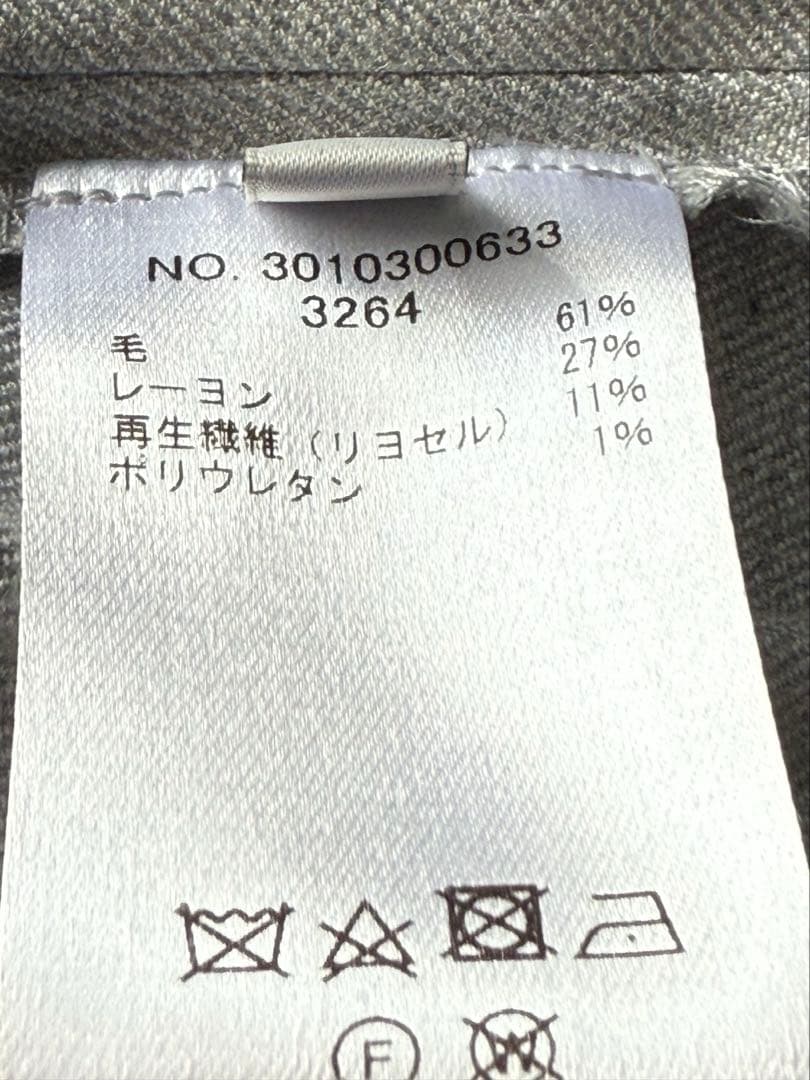 NO. 3010300633
3264
毛 61%
レーヨン 27%
再生繊維（リヨセル） 11%
ポリウレタン 1%
F W